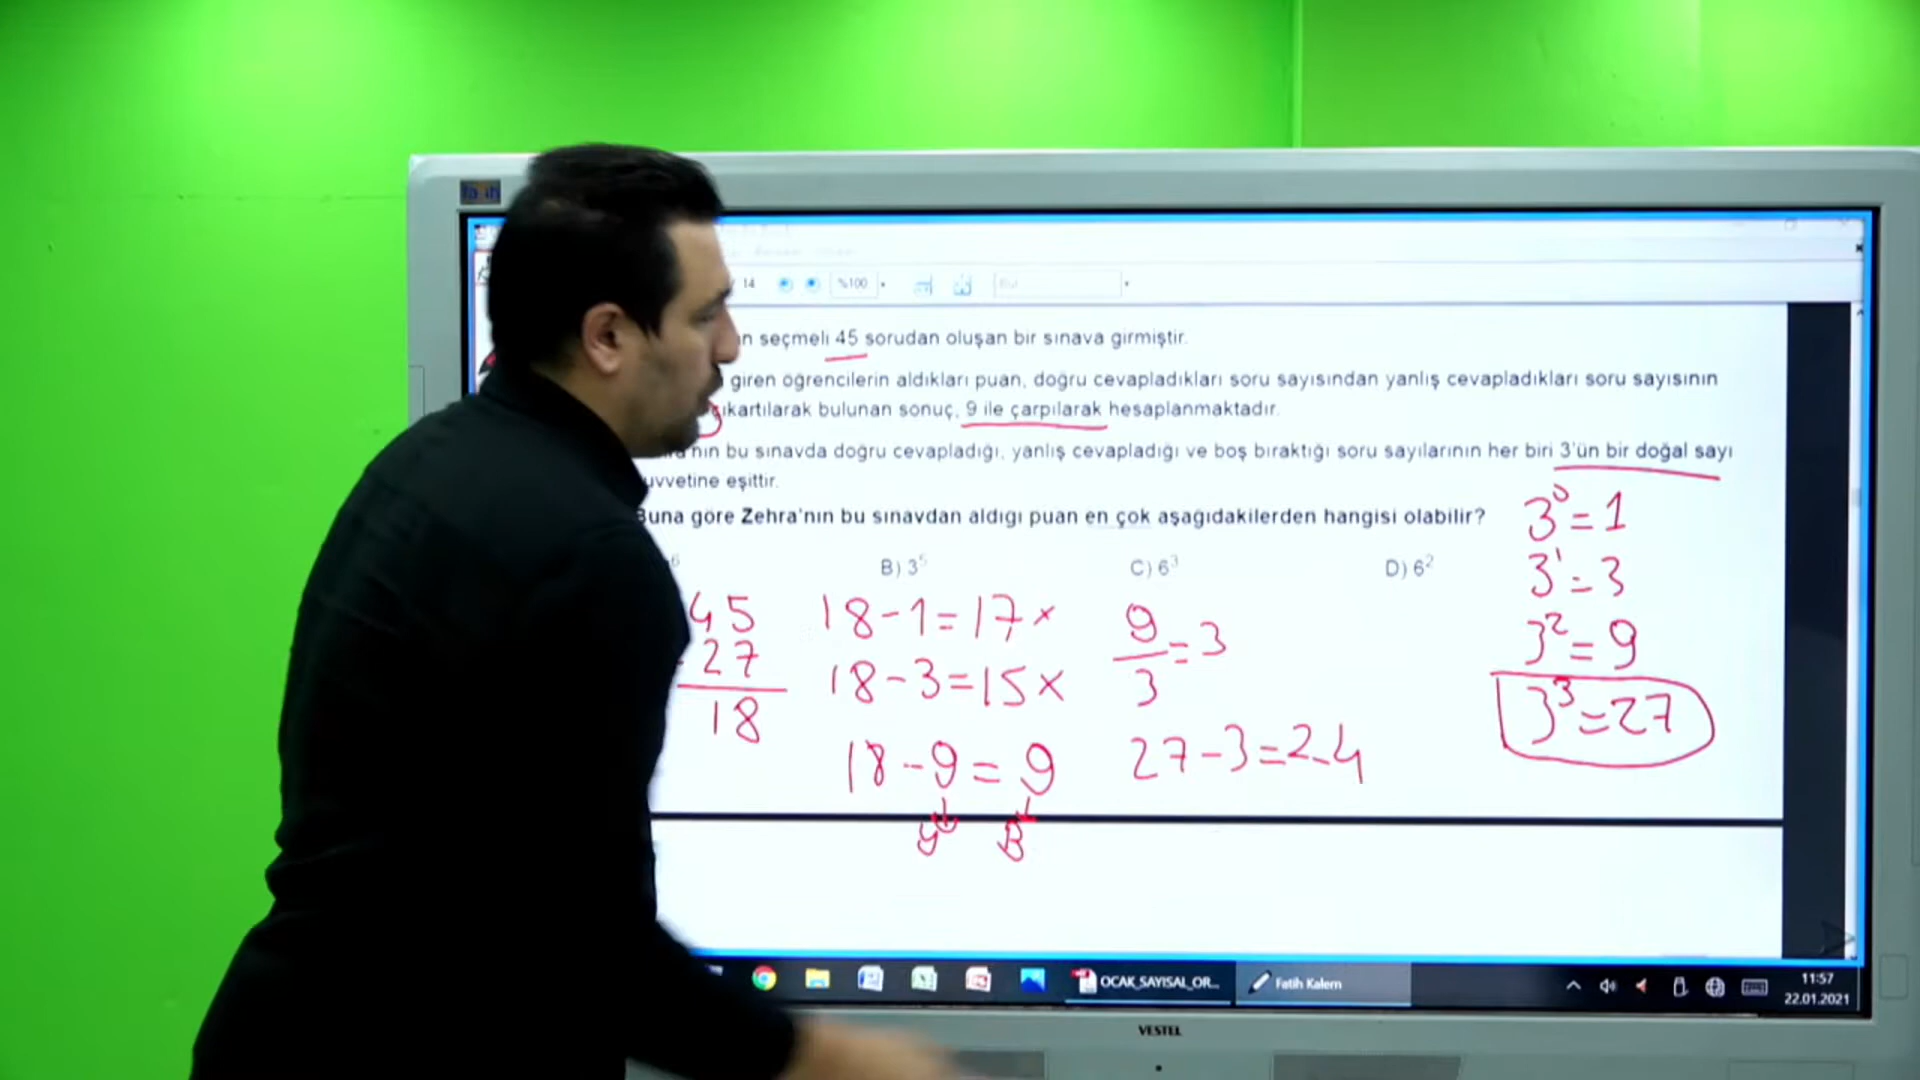 14 %100 Bul
n seçmeli 45 sorudan oluşan bir sınava girmiştir.
giren öğrencilerin aldıkları puan, doğru cevapladıkları soru sayısından yanlış cevapladıkları soru sayısının
çıkartılarak bulunan sonuç, 9 ile çarpılarak hesaplanmaktadır.
nın bu sınavda doğru cevapladığı, yanlış cevapladığı ve boş bıraktığı soru sayılarının her biri 3'ün bir doğal sayı
uvvetine eşittir.
Buna göre Zehra'nın bu sınavdan aldığı puan en çok aşağıdakilerden hangisi olabilir?
6 B) 3⁵ C) 6³ D) 6²
3⁰=1
3¹=3
3²=9
3³=27
45
27
18
18-1=17×
18-3=15×
18-9=9
y B
9/3=3
27-3=24
OCAK_SAYISAL_OR... Fatih Kalem
11:57
22.01.2021
VESTEL